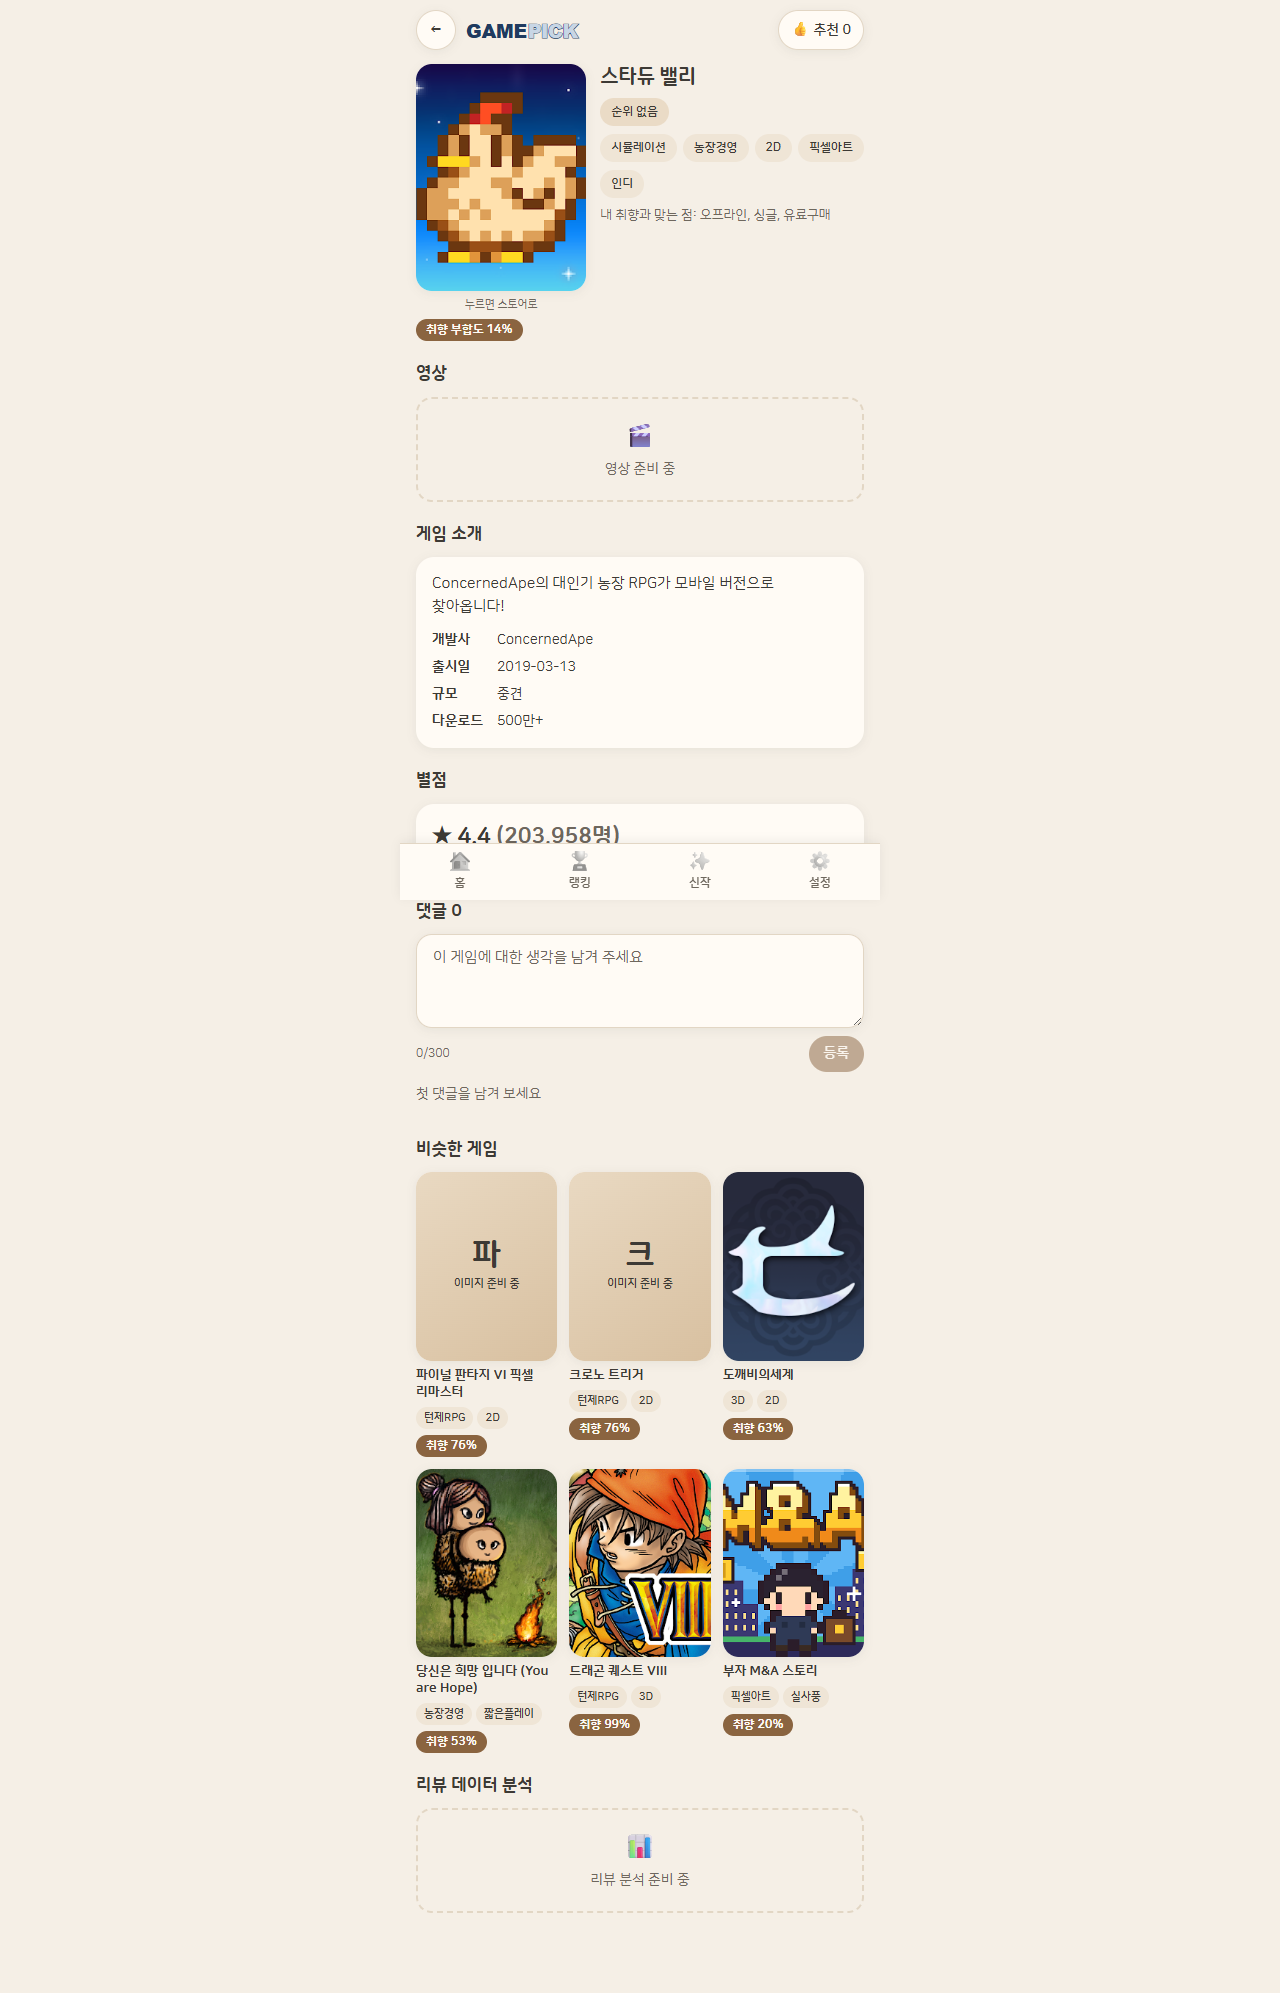 ←
GAMEPICK
👍 추천 0
스타듀 밸리
순위 없음
시뮬레이션 농장경영 2D 픽셀아트
인디
내 취향과 맞는 점: 오프라인, 싱글, 유료구매
누르면 스토어로
취향 부합도 14%
영상
영상 준비 중
게임 소개
ConcernedApe의 대인기 농장 RPG가 모바일 버전으로
찾아옵니다!
개발사 ConcernedApe
출시일 2019-03-13
규모 중견
다운로드 500만+
별점
★ 4.4 (203,958명)
홈 랭킹 신작 설정
댓글 0
이 게임에 대한 생각을 남겨 주세요
0/300
등록
첫 댓글을 남겨 보세요
비슷한 게임
파
이미지 준비 중
크
이미지 준비 중
파이널 판타지 VI 픽셀
리마스터
턴제RPG 2D
취향 76%
크로노 트리거
턴제RPG 2D
취향 76%
도깨비의세계
3D 2D
취향 63%
VIII
M&A
당신은 희망 입니다 (You
are Hope)
농장경영 짧은플레이
취향 53%
드래곤 퀘스트 VIII
턴제RPG 3D
취향 99%
부자 M&A 스토리
픽셀아트 실사풍
취향 20%
리뷰 데이터 분석
리뷰 분석 준비 중